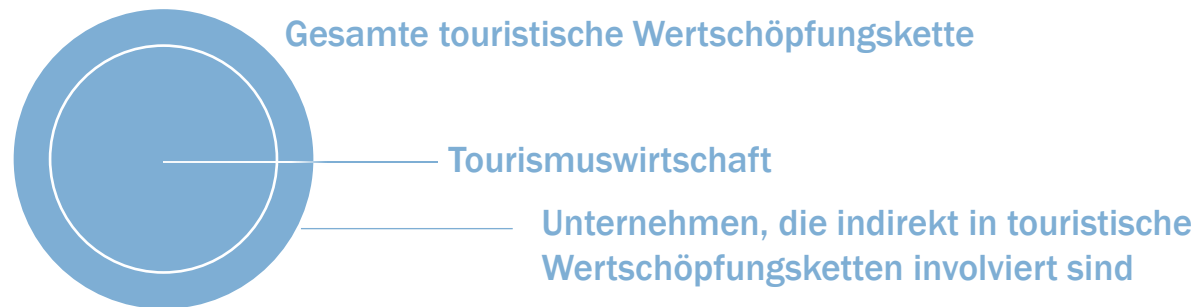 Gesamte touristische Wertschöpfungskette
Tourismuswirtschaft
Unternehmen, die indirekt in touristische
Wertschöpfungsketten involviert sind